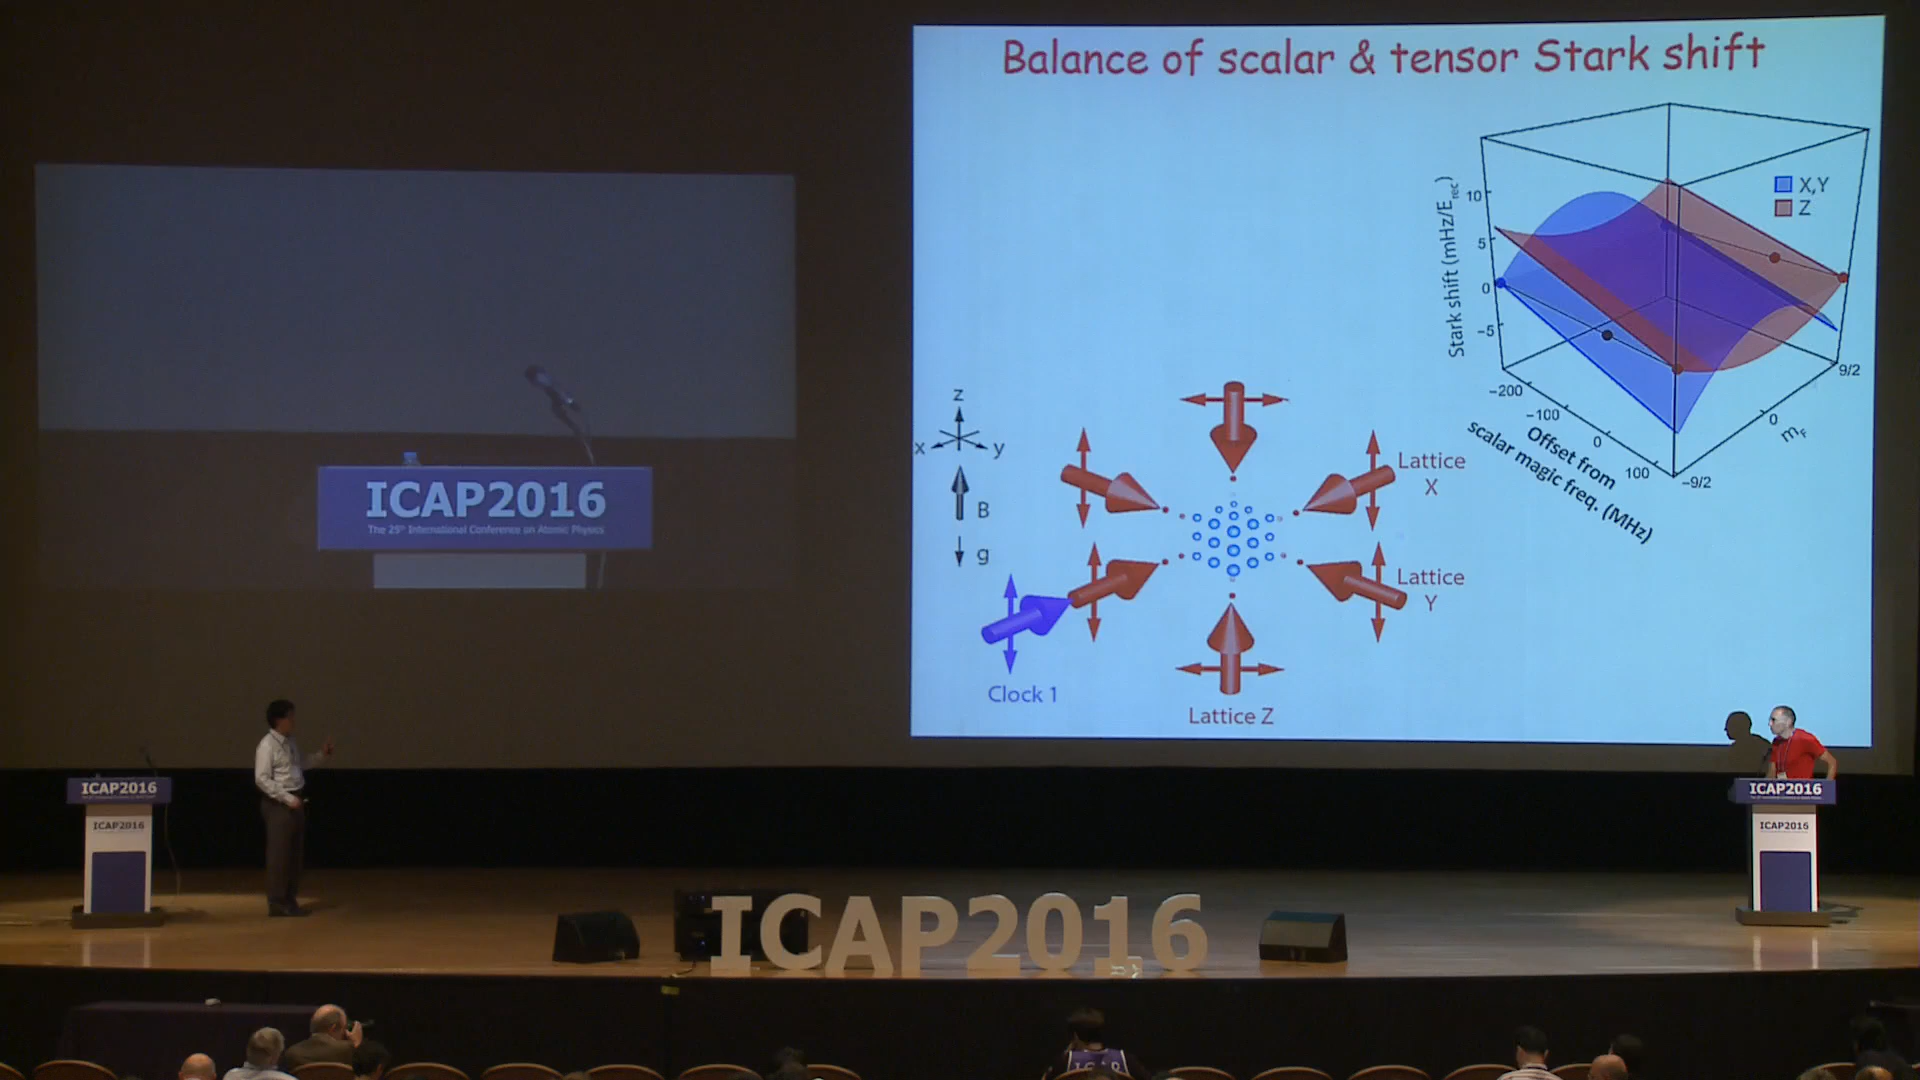 Balance of scalar & tensor Stark shift
X,Y
Z
Stark shift (mHz/Erec)
10
5
0
−5
−200
−100
0
100
Offset from
scalar magic freq. (MHz)
9/2
0
mF
−9/2
z
x
y
B
g
Lattice
X
Lattice
Y
Clock 1
Lattice Z
ICAP2016
The 25th International Conference on Atomic Physics
ICAP2016
ICAP2016
ICAP2016
ICAP2016
ICAP2016